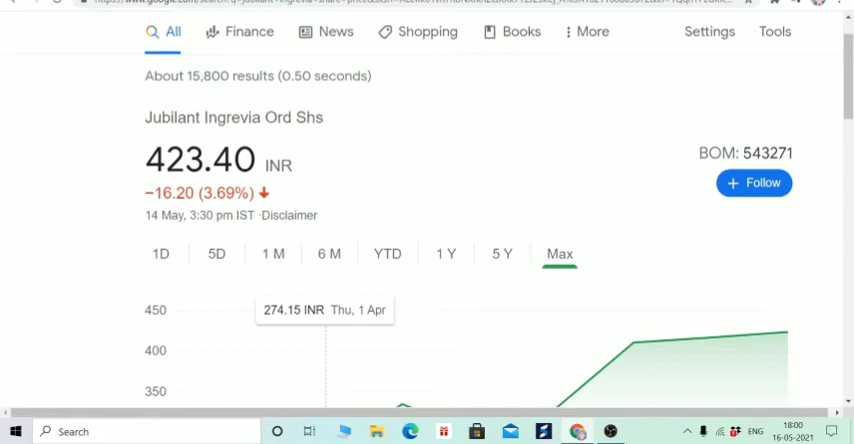 All Finance News Shopping Books More Settings Tools
About 15,800 results (0.50 seconds)
Jubilant Ingrevia Ord Shs
423.40 INR
BOM: 543271
−16.20 (3.69%)
+ Follow
14 May, 3:30 pm IST ·Disclaimer
1D 5D 1 M 6 M YTD 1 Y 5 Y Max
450
274.15 INR Thu, 1 Apr
400
350
Search
ENG
18:00
16-05-2021